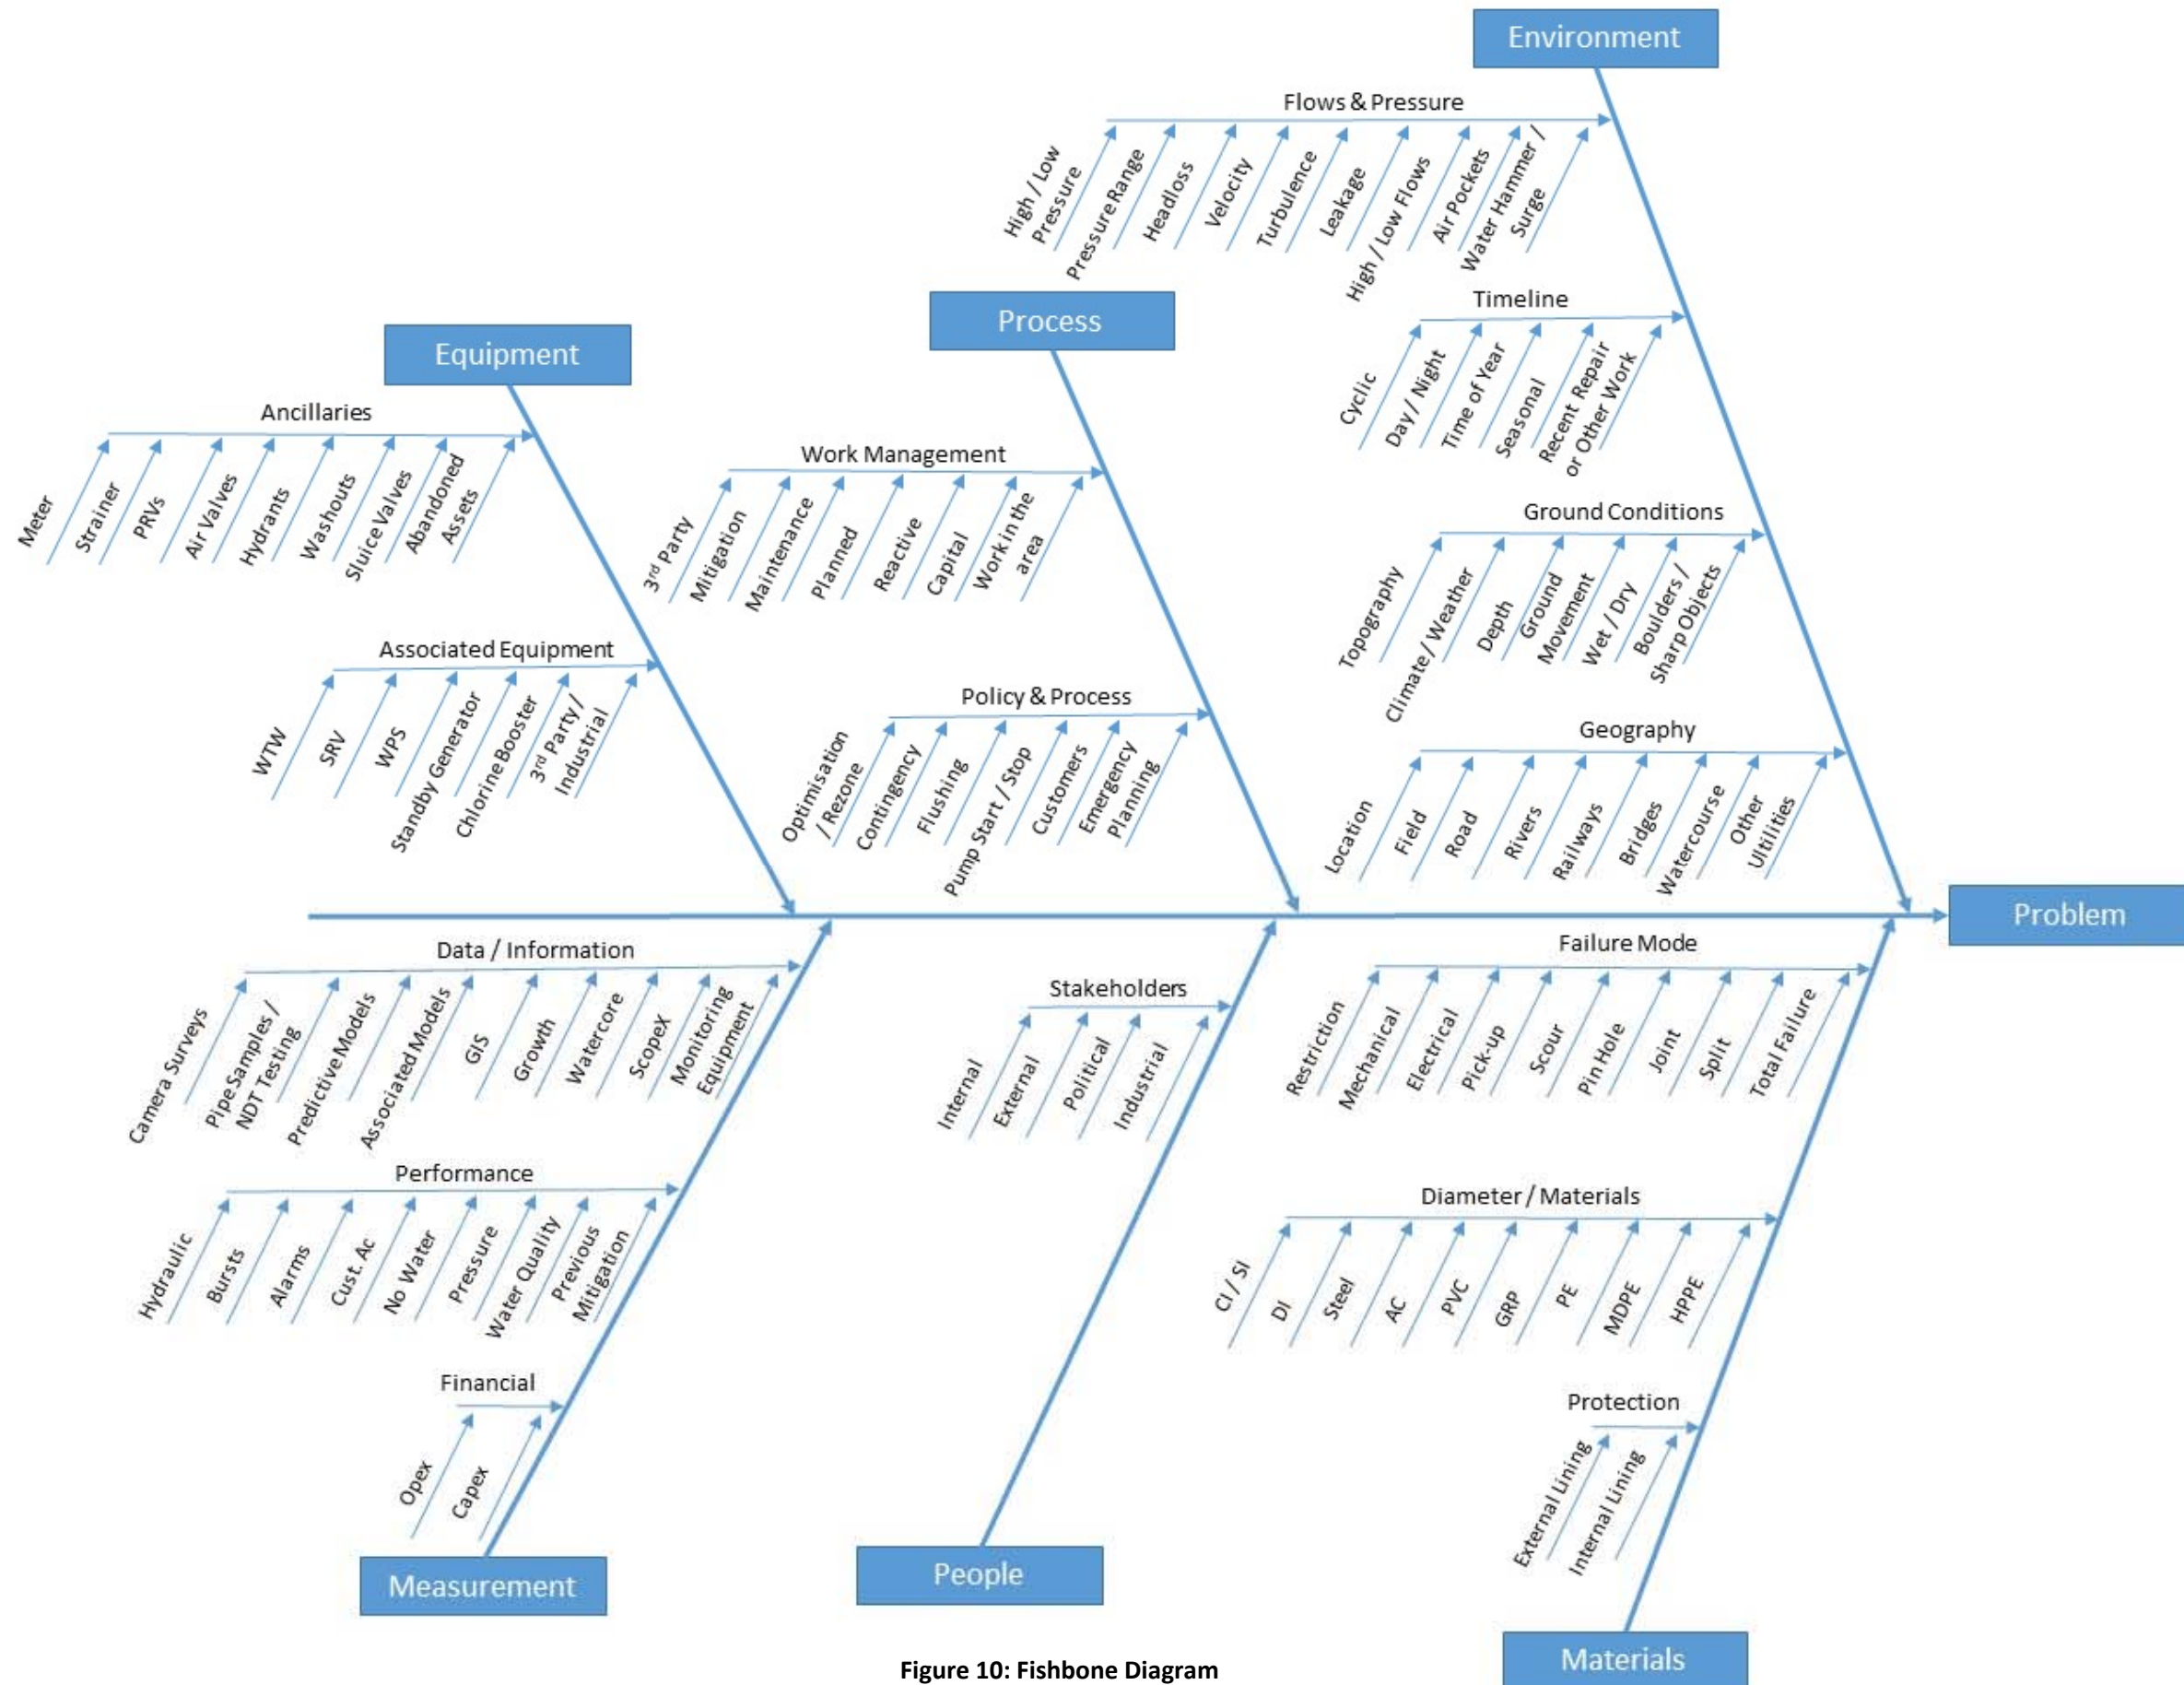 Environment
Flows & Pressure
High / Low
Pressure
Pressure Range
Headloss
Velocity
Turbulence
Leakage
High / Low Flows
Air Pockets
Water Hammer /
Surge
Timeline
Cyclic
Day / Night
Time of Year
Seasonal
Recent Repair
or Other Work
Ground Conditions
Topography
Climate / Weather
Depth
Ground
Movement
Wet / Dry
Boulders /
Sharp Objects
Geography
Location
Field
Road
Rivers
Railways
Bridges
Watercourse
Other
Ultilities
Process
Work Management
3rd Party
Mitigation
Maintenance
Planned
Reactive
Capital
Work in the
area
Policy & Process
Optimisation
/ Rezone
Contingency
Flushing
Pump Start / Stop
Customers
Emergency
Planning
Equipment
Ancillaries
Meter
Strainer
PRVs
Air Valves
Hydrants
Washouts
Sluice Valves
Abandoned
Assets
Associated Equipment
WTW
SRV
WPS
Standby Generator
Chlorine Booster
3rd Party /
Industrial
Problem
Data / Information
Camera Surveys
Pipe Samples /
NDT Testing
Predictive Models
Associated Models
GIS
Growth
Watercore
ScopeX
Monitoring
Equipment
Performance
Hydraulic
Bursts
Alarms
Cust. Ac
No Water
Pressure
Water Quality
Previous
Mitigation
Financial
Opex
Capex
Measurement
Stakeholders
Internal
External
Political
Industrial
People
Failure Mode
Restriction
Mechanical
Electrical
Pick-up
Scour
Pin Hole
Joint
Split
Total Failure
Diameter / Materials
CI / SI
DI
Steel
AC
PVC
GRP
PE
MDPE
HPPE
Protection
External Lining
Internal Lining
Materials
Figure 10: Fishbone Diagram